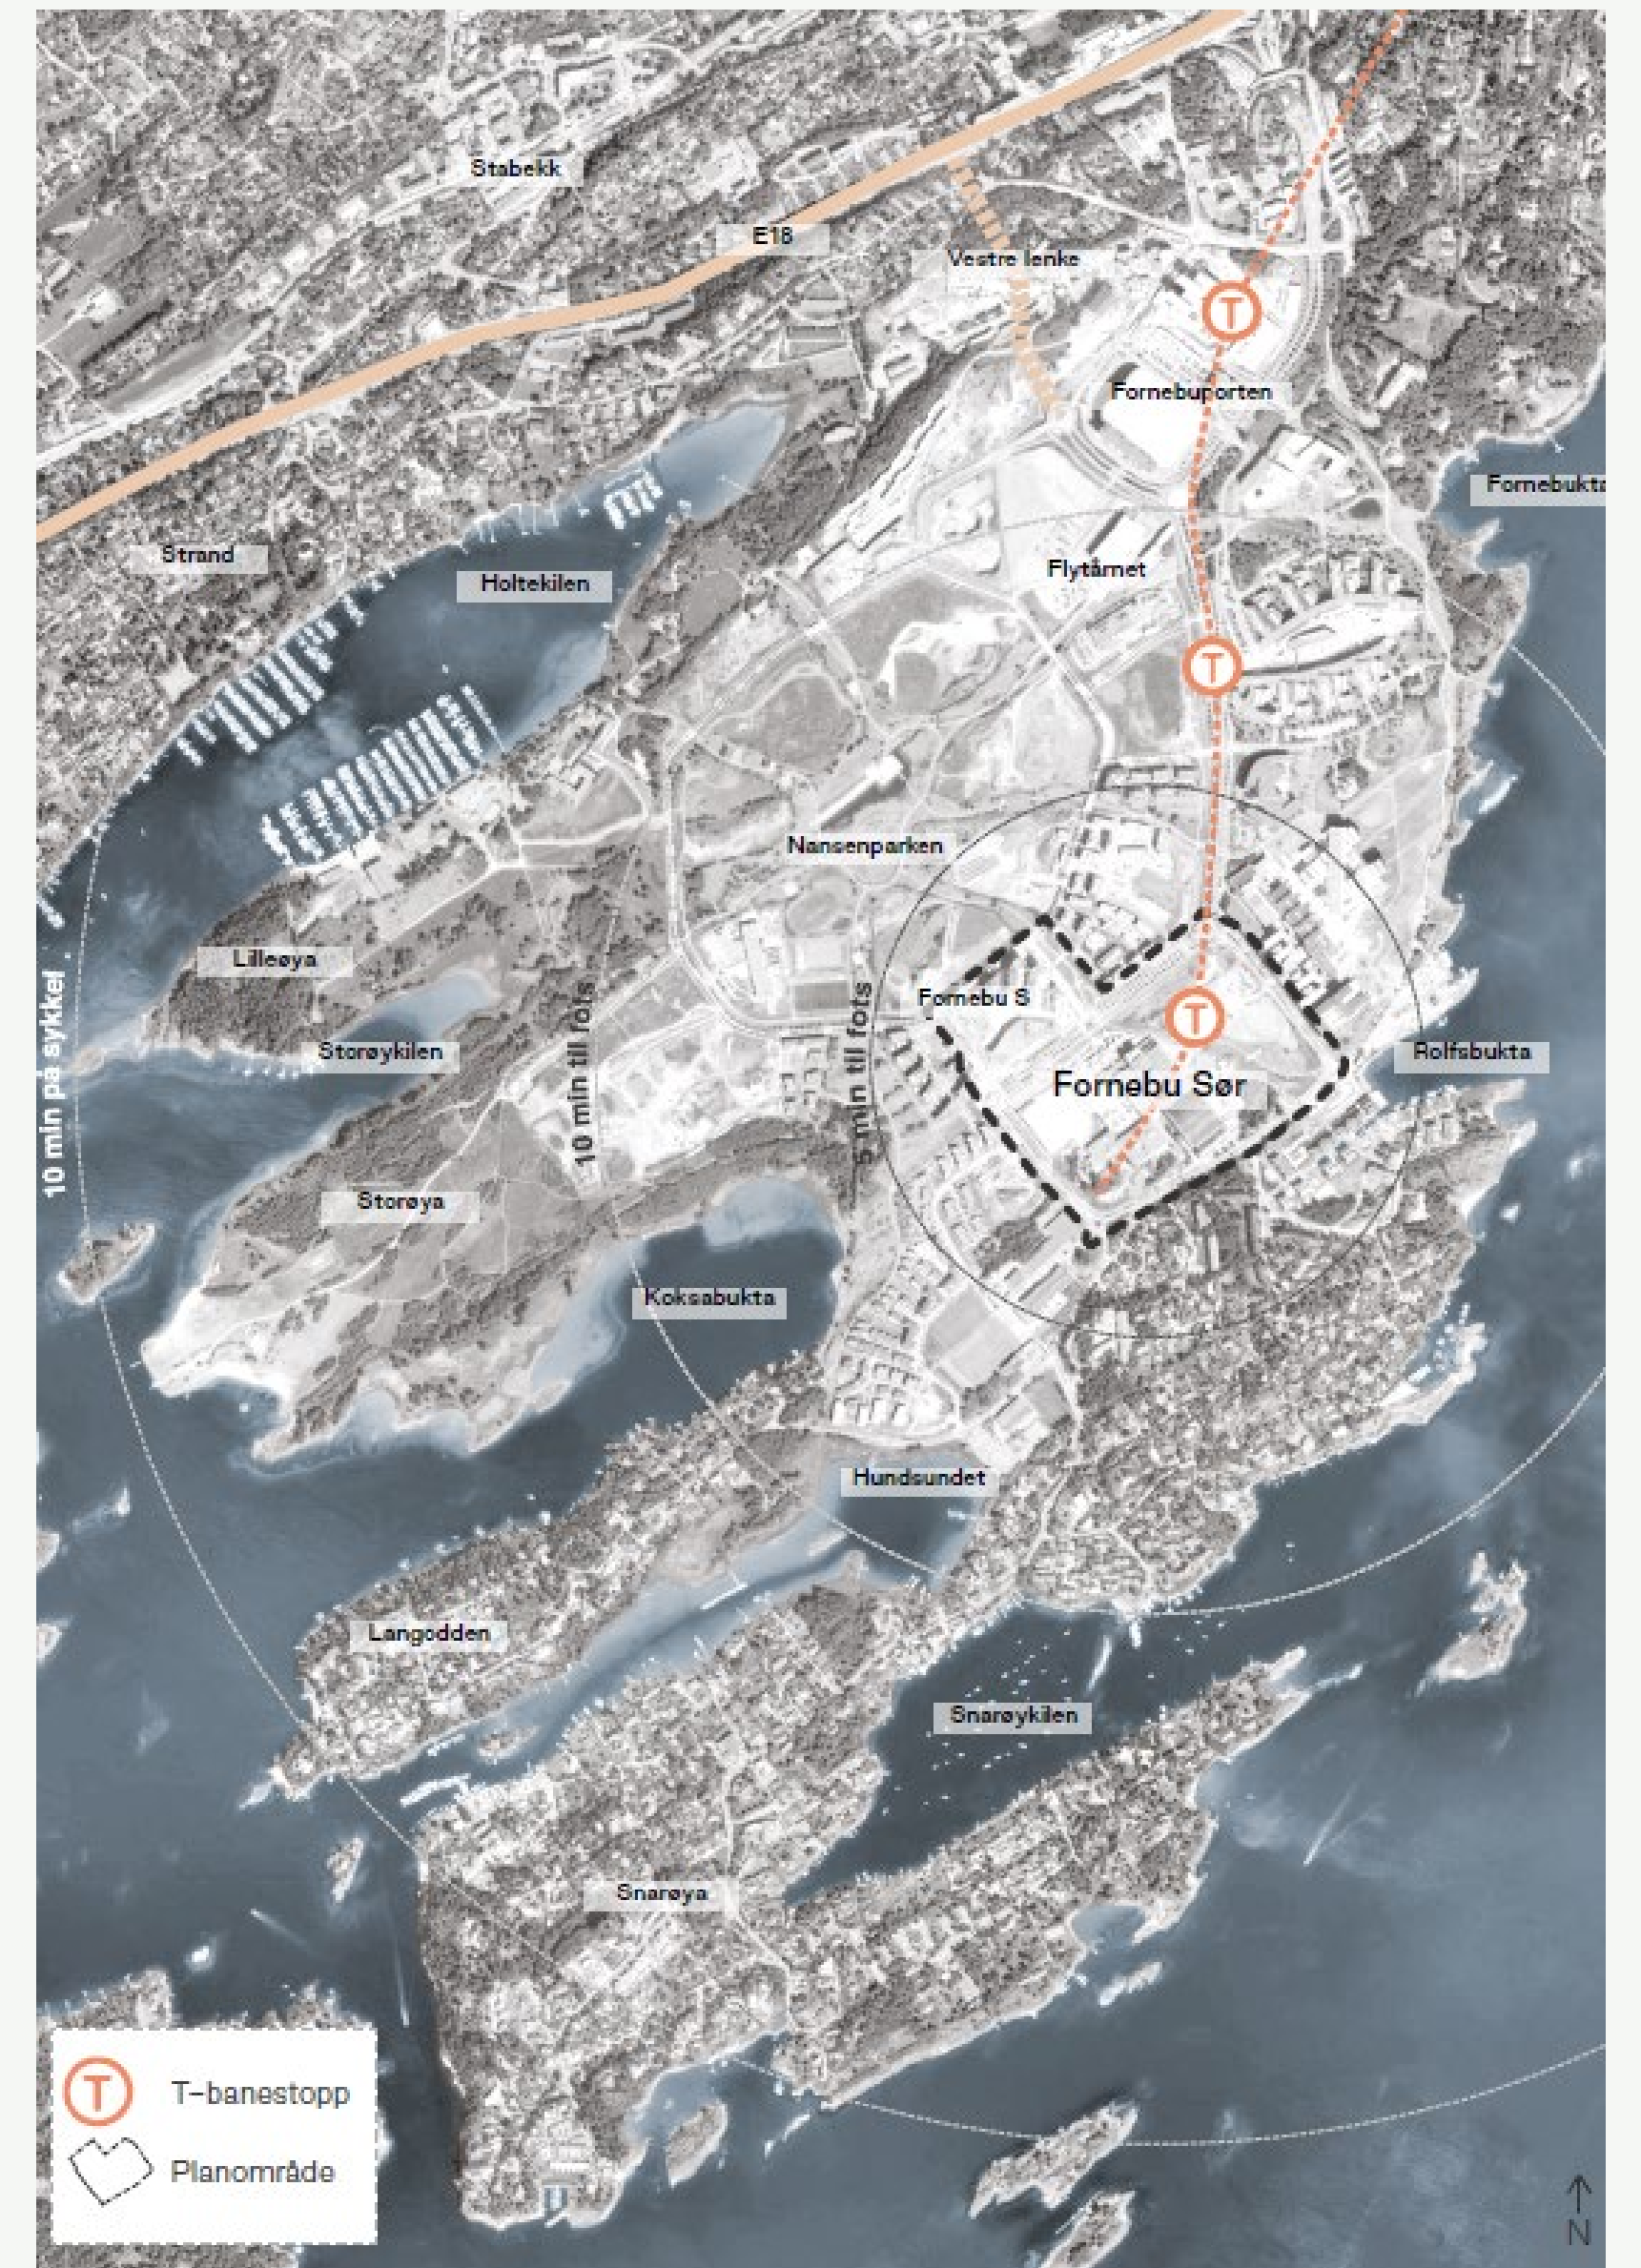 Stabekk
E18
Vestre lenke
T
Fornebuporten
Fornebukta
Strand
Holtekilen
Flytårnet
T
Nansenparken
Lilleøya
Fornebu S
T
10 min på sykkel
10 min til fots
5 min til fots
Storøykilen
Rolfsbukta
Fornebu Sør
Storøya
Koksabukta
Hundsundet
Langodden
Snarøykilen
Snarøya
T T-banestopp
Planområde
N